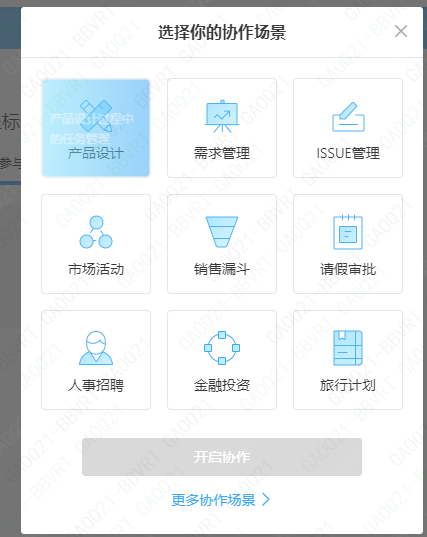 选择你的协作场景
产品设计过程中
的任务管等
产品设计
需求管理
ISSUE管理
市场活动
销售漏斗
请假审批
人事招聘
金融投资
旅行计划
开启协作
更多协作场景
标
参与